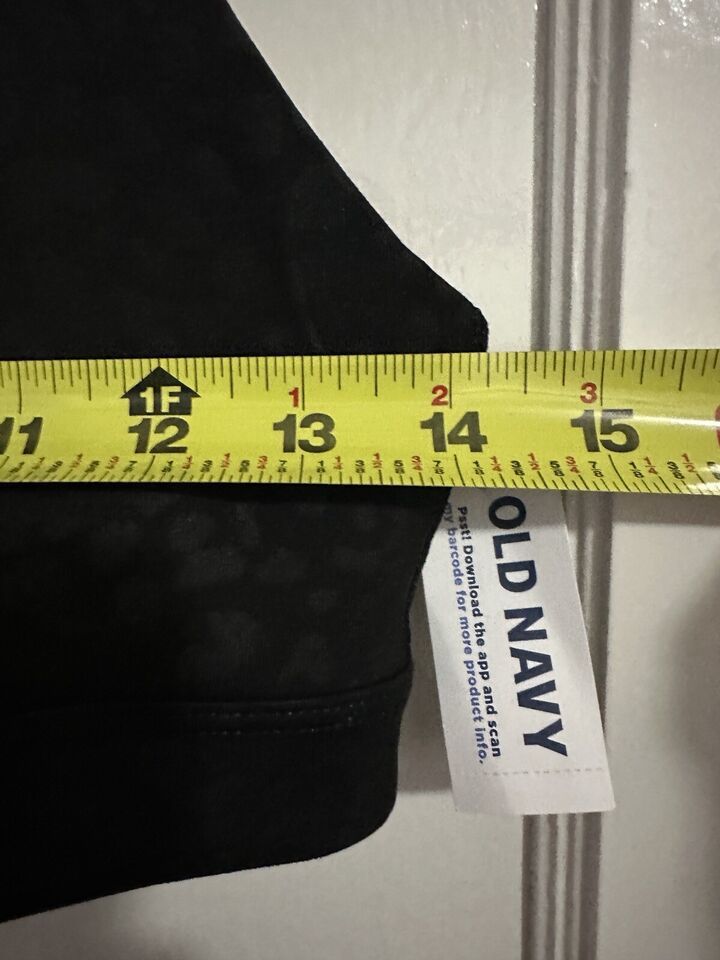 1F 1 2 3
11 12 13 14 15
OLD NAVY
Psst! Download the app and scan
my barcode for more product info.